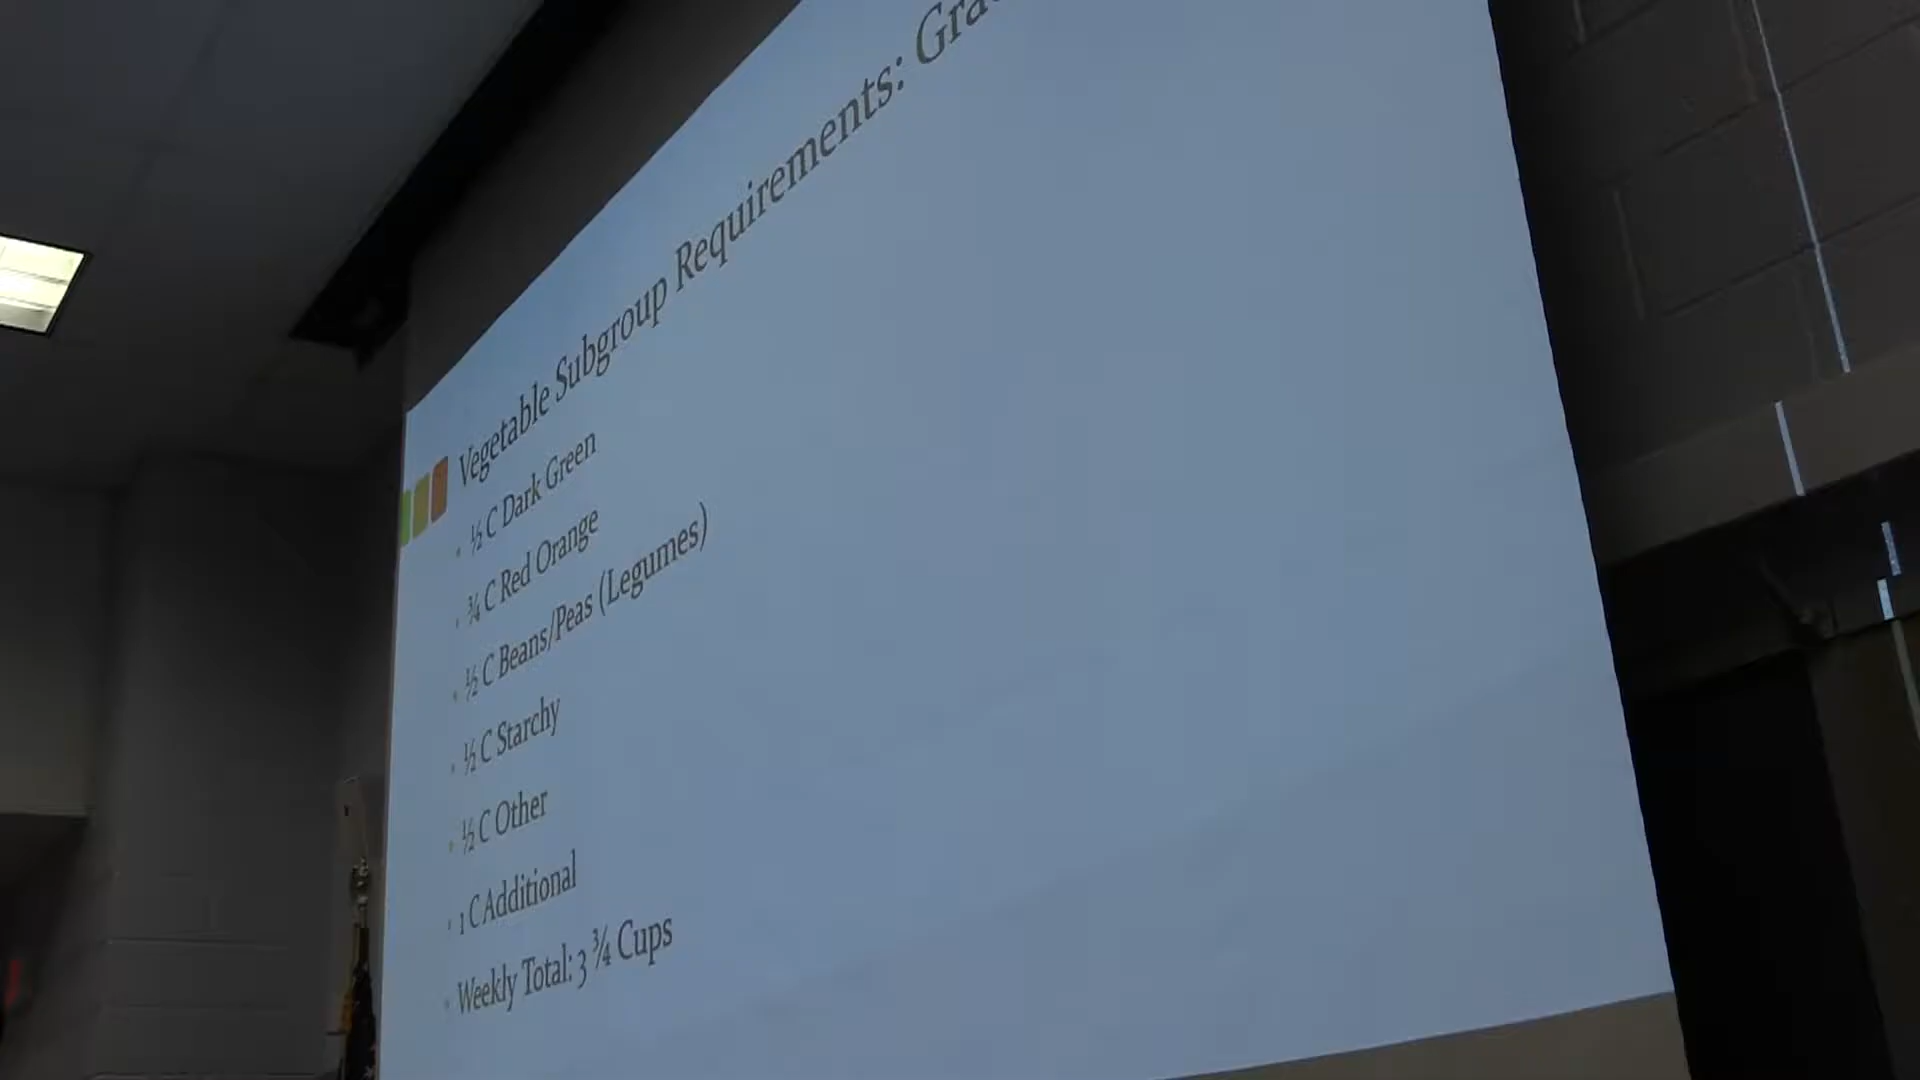 Vegetable Subgroup Requirements:
½ C Dark Green
¾ C Red Orange
½ C Beans/Peas (Legumes)
½ C Starchy
½ C Other
1 C Additional
Weekly Total: 3 ¾ Cups